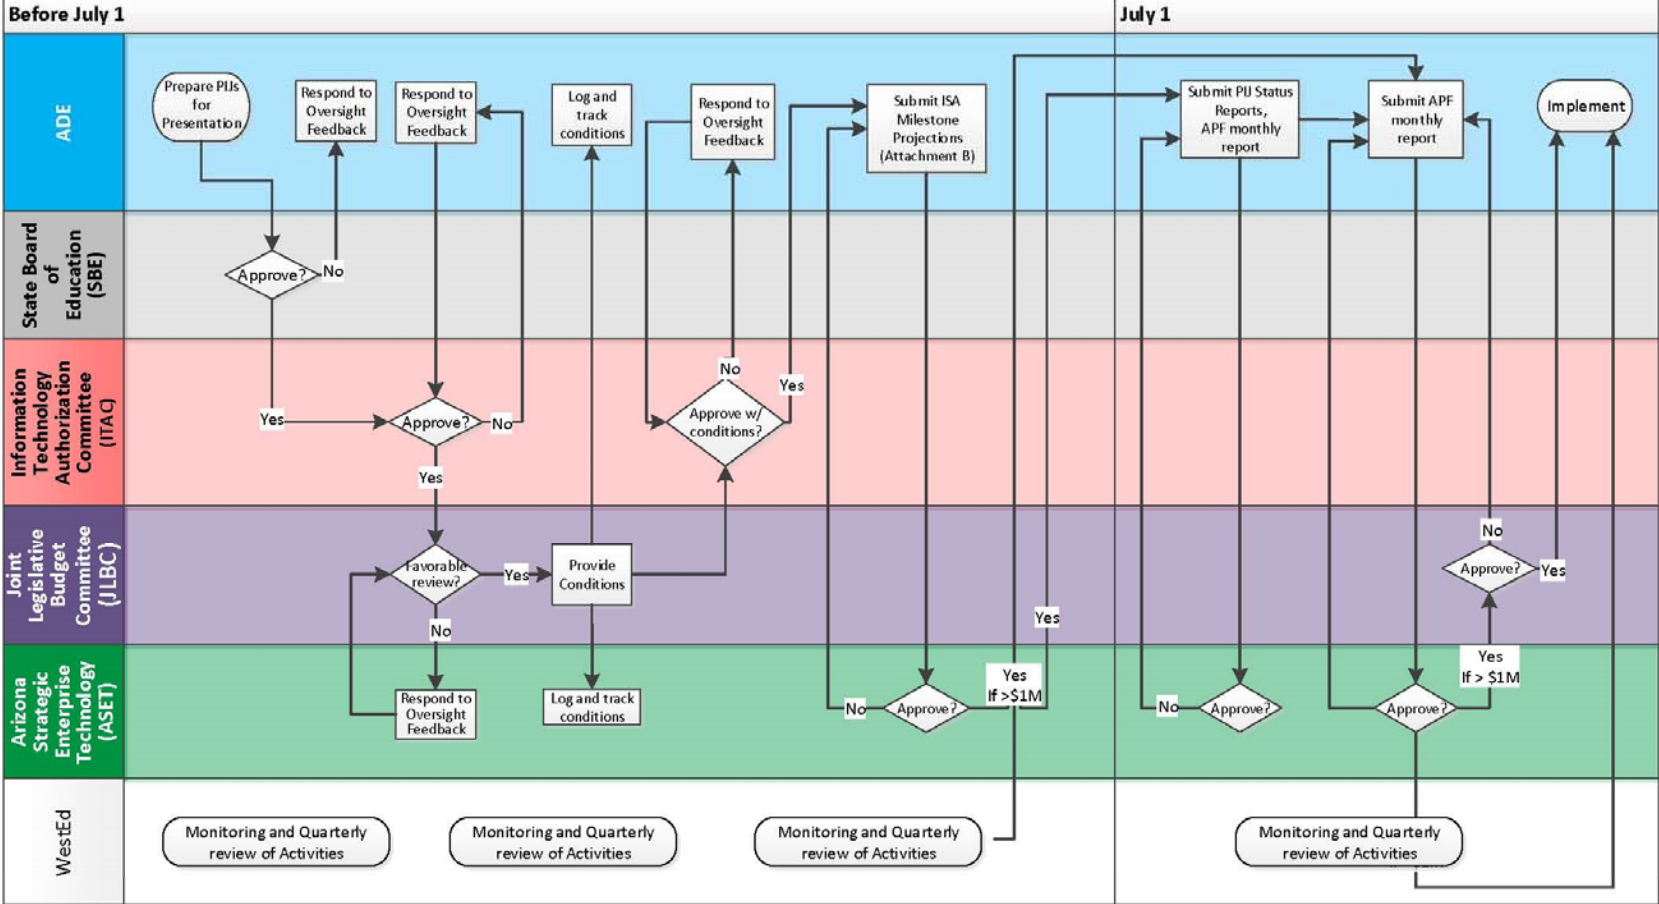 Before July 1
July 1
ADE
Prepare PIJs
for
Presentation
Respond to
Oversight
Feedback
Respond to
Oversight
Feedback
Log and
track
conditions
Respond to
Oversight
Feedback
Submit ISA
Milestone
Projections
(Attachment B)
Submit PIJ Status
Reports,
APF monthly
report
Submit APF
monthly
report
Implement
State Board
of
Education
(SBE)
Approve?
No
Yes
Information
Technology
Authorization
Committee
(ITAC)
Approve?
No
Yes
No
Approve w/
conditions?
Yes
Joint
Legislative
Budget
Committee
(JLBC)
Favorable
review?
Yes
No
Provide
Conditions
Yes
No
Approve?
Yes
Arizona
Strategic
Enterprise
Technology
(ASET)
Respond to
Oversight
Feedback
Log and track
conditions
No
Approve?
Yes
If >$1M
No
Approve?
Approve?
Yes
If > $1M
WestEd
Monitoring and Quarterly
review of Activities
Monitoring and Quarterly
review of Activities
Monitoring and Quarterly
review of Activities
Monitoring and Quarterly
review of Activities